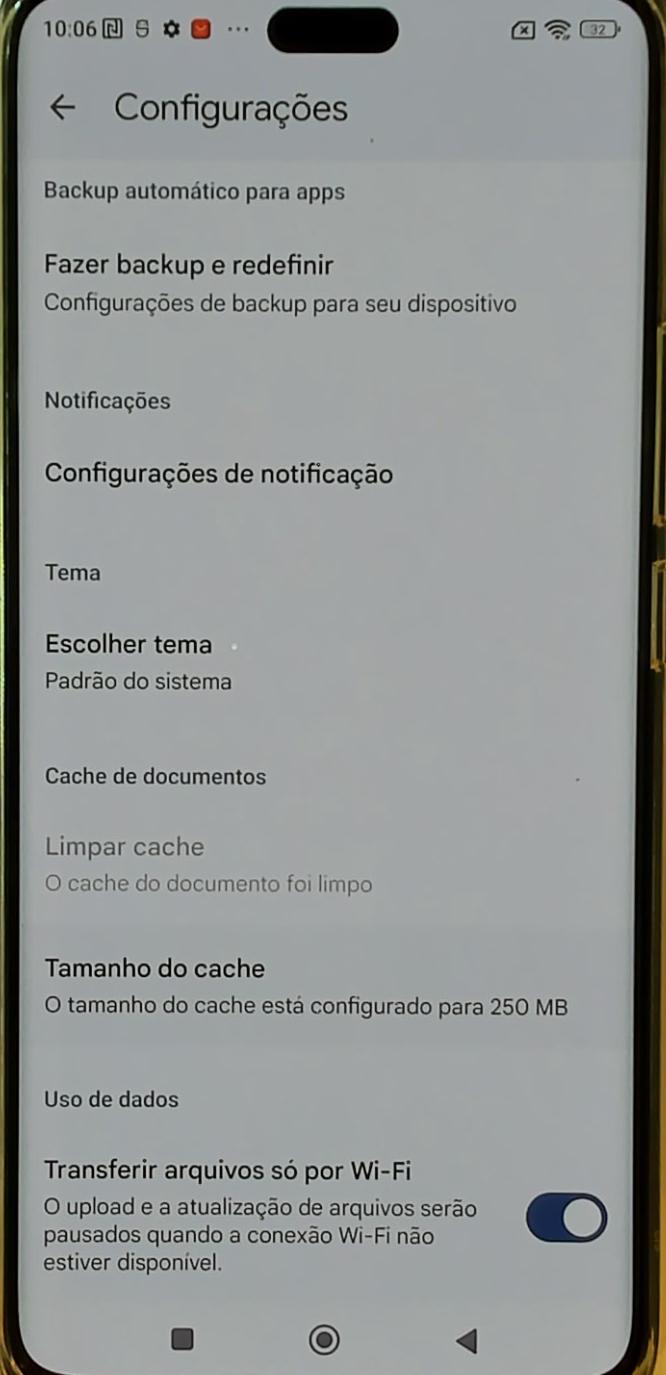 10:06
32
Configurações
Backup automático para apps
Fazer backup e redefinir
Configurações de backup para seu dispositivo
Notificações
Configurações de notificação
Tema
Escolher tema
Padrão do sistema
Cache de documentos
Limpar cache
O cache do documento foi limpo
Tamanho do cache
O tamanho do cache está configurado para 250 MB
Uso de dados
Transferir arquivos só por Wi-Fi
O upload e a atualização de arquivos serão
pausados quando a conexão Wi-Fi não
estiver disponível.